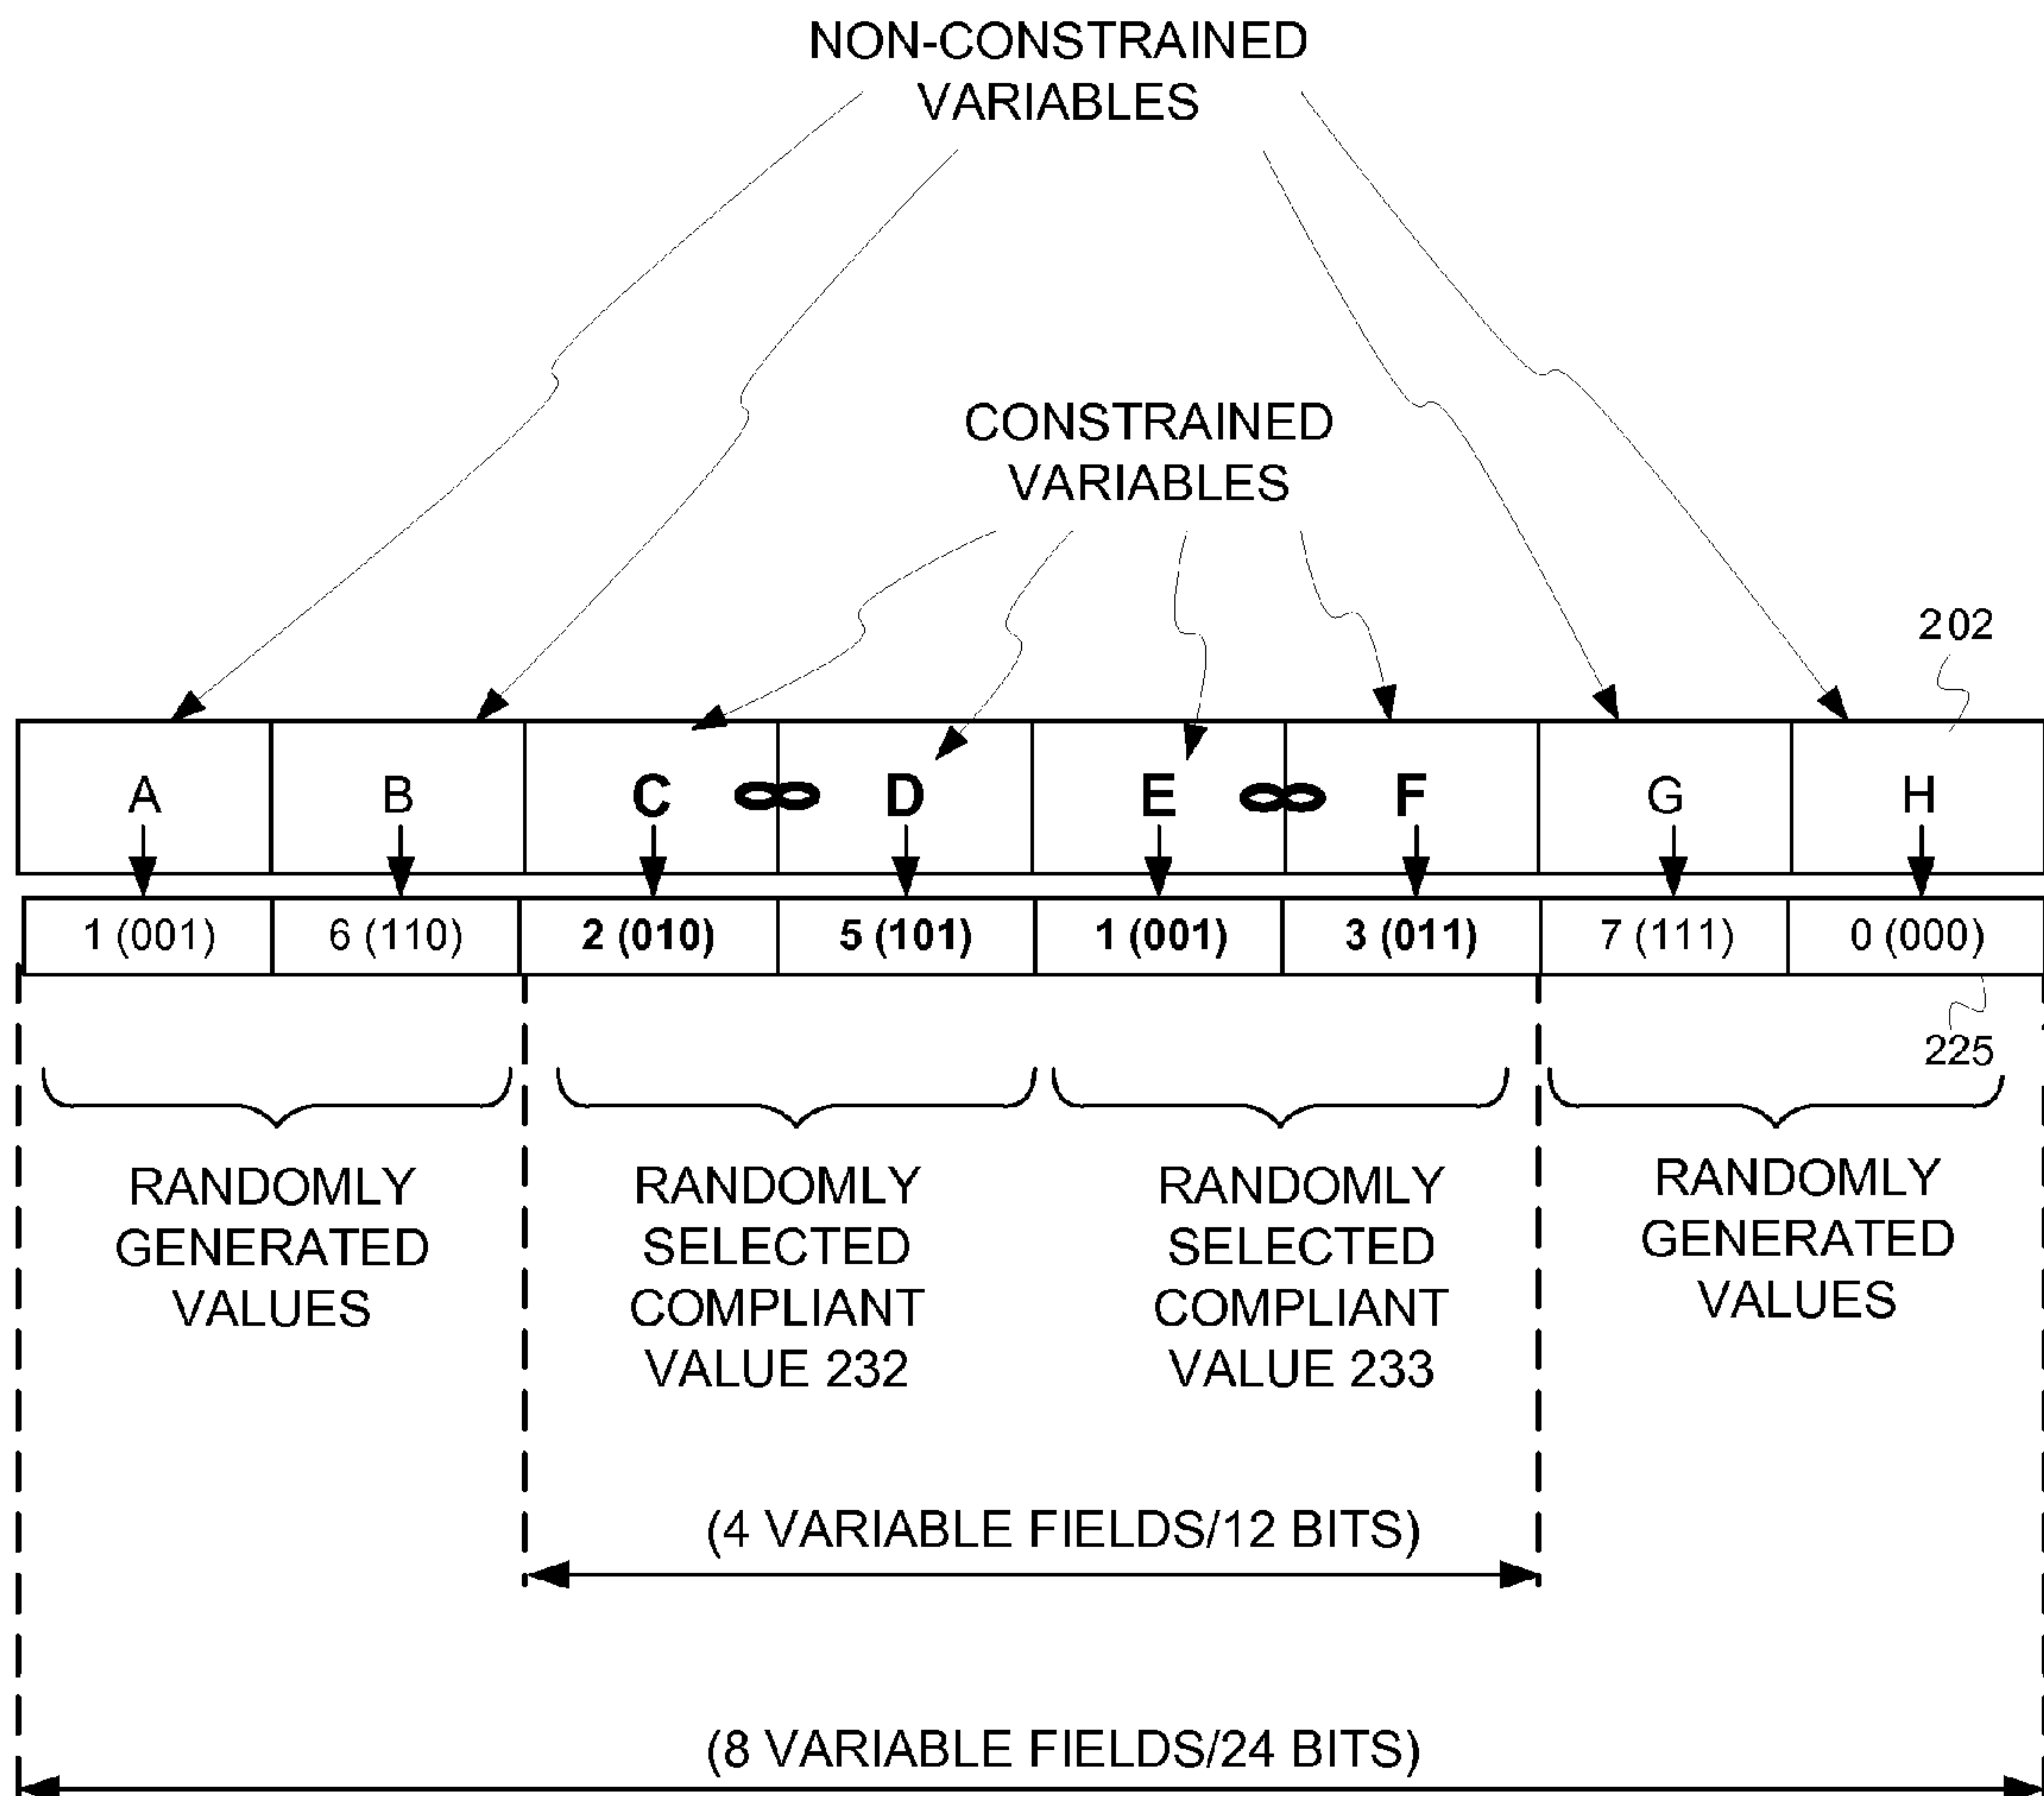 NON-CONSTRAINED
VARIABLES
CONSTRAINED
VARIABLES
202
A B C D E F G H
1 (001) 6 (110) 2 (010) 5 (101) 1 (001) 3 (011) 7 (111) 0 (000)
225
RANDOMLY
GENERATED
VALUES
RANDOMLY
SELECTED
COMPLIANT
VALUE 232
RANDOMLY
SELECTED
COMPLIANT
VALUE 233
RANDOMLY
GENERATED
VALUES
(4 VARIABLE FIELDS/12 BITS)
(8 VARIABLE FIELDS/24 BITS)